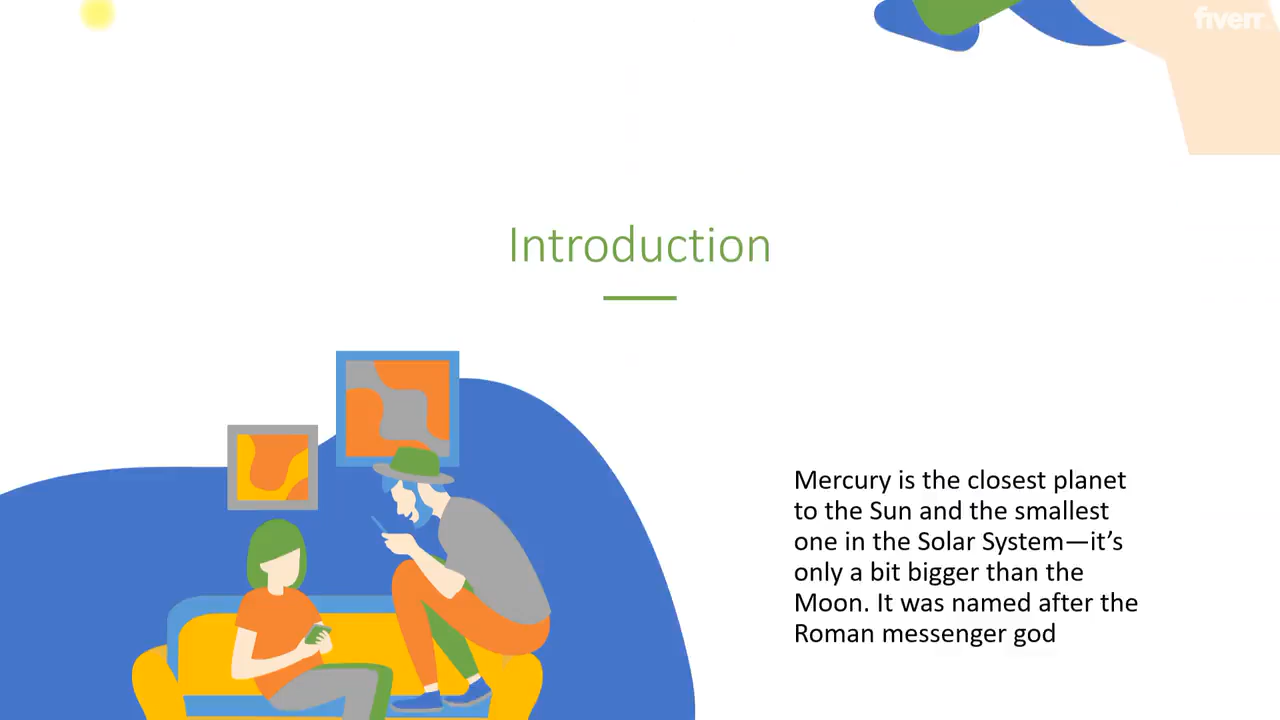 fiverr
Introduction
Mercury is the closest planet
to the Sun and the smallest
one in the Solar System—it’s
only a bit bigger than the
Moon. It was named after the
Roman messenger god